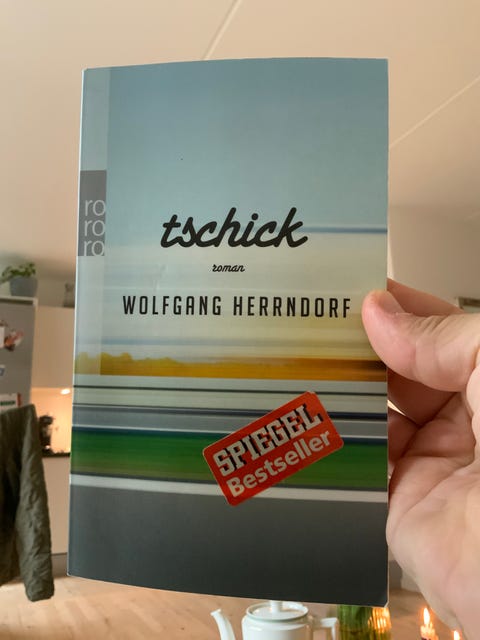 ro
ro
ro
tschick
roman
WOLFGANG HERRNDORF
SPIEGEL
Bestseller